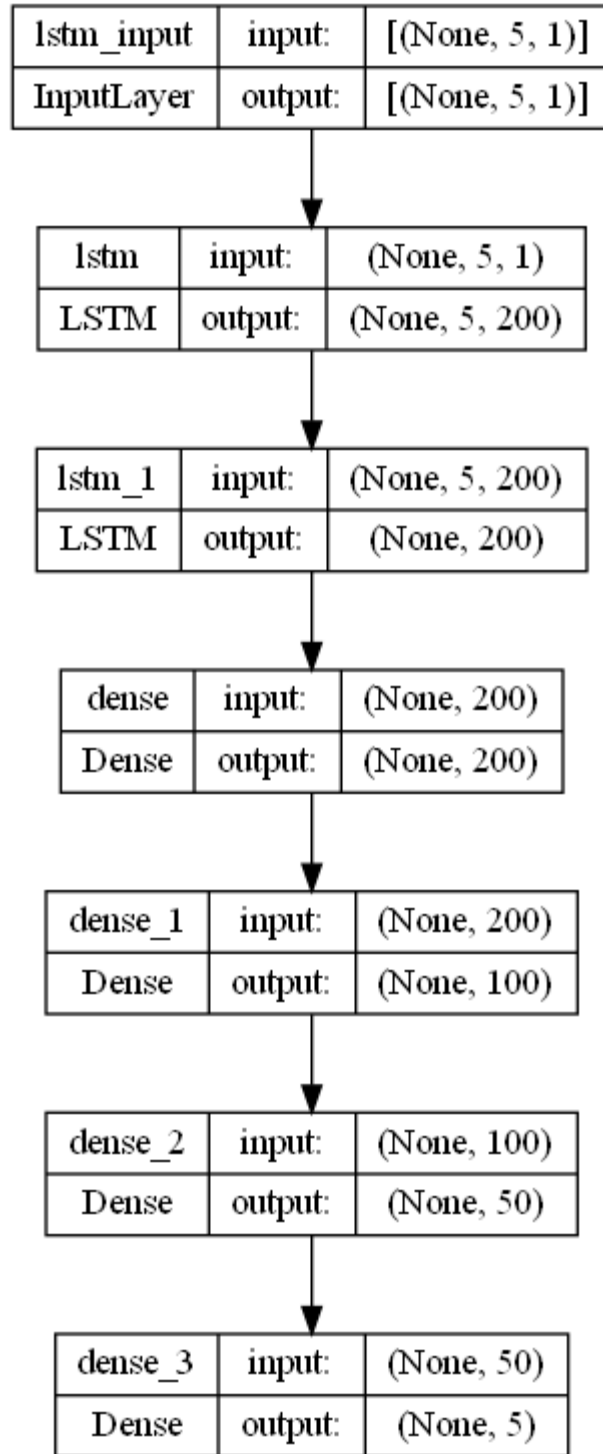 lstm_input input: [(None, 5, 1)]
InputLayer output: [(None, 5, 1)]
lstm input: (None, 5, 1)
LSTM output: (None, 5, 200)
lstm_1 input: (None, 5, 200)
LSTM output: (None, 200)
dense input: (None, 200)
Dense output: (None, 200)
dense_1 input: (None, 200)
Dense output: (None, 100)
dense_2 input: (None, 100)
Dense output: (None, 50)
dense_3 input: (None, 50)
Dense output: (None, 5)